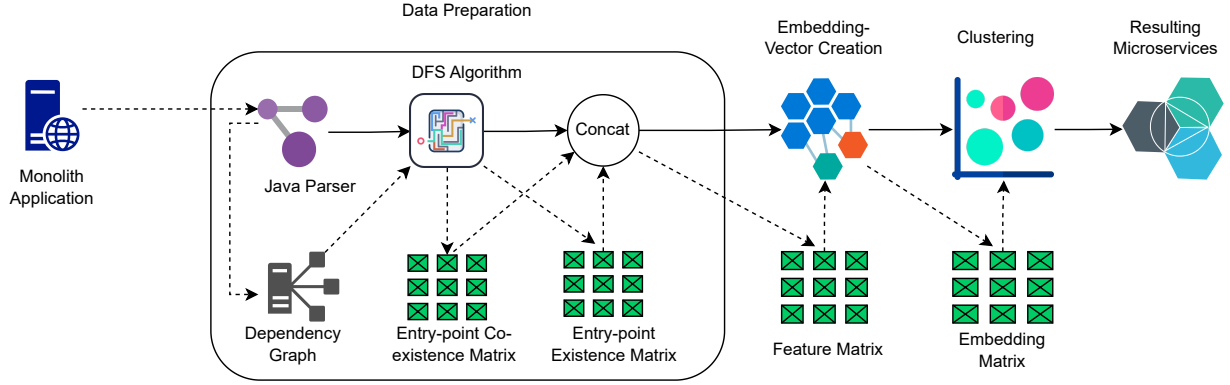 Data Preparation
Embedding-
Vector Creation
Clustering
Resulting
Microservices
DFS Algorithm
Concat
Monolith
Application
Java Parser
Dependency
Graph
Entry-point Co-
existence Matrix
Entry-point
Existence Matrix
Feature Matrix
Embedding
Matrix